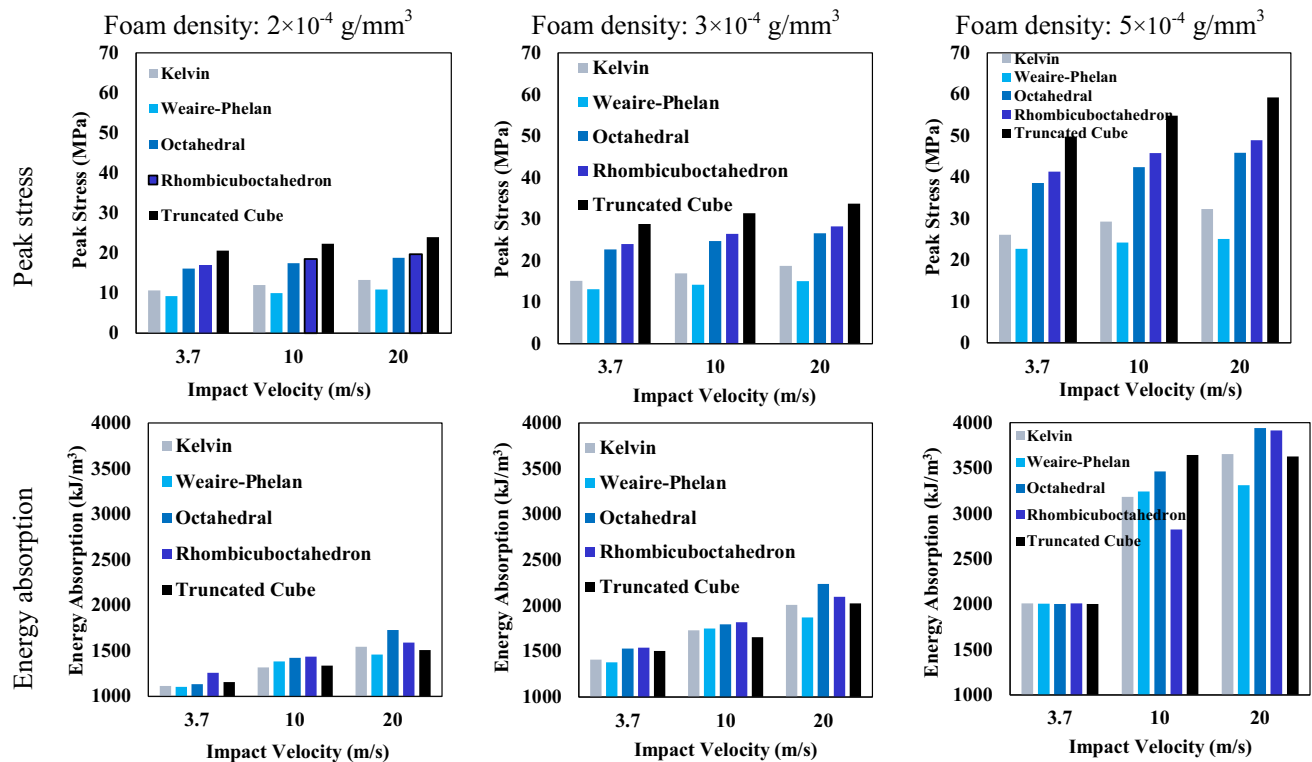 Foam density: 2×10⁻⁴ g/mm³
Foam density: 3×10⁻⁴ g/mm³
Foam density: 5×10⁻⁴ g/mm³
Peak stress
Peak Stress (MPa)
70
60
50
40
30
20
10
0
Kelvin
Weaire-Phelan
Octahedral
Rhombicuboctahedron
Truncated Cube
3.7 10 20
Impact Velocity (m/s)
Peak Stress (MPa)
70
60
50
40
30
20
10
0
Kelvin
Weaire-Phelan
Octahedral
Rhombicuboctahedron
Truncated Cube
3.7 10 20
Impact Velocity (m/s)
Peak Stress (MPa)
70
60
50
40
30
20
10
0
Kelvin
Weaire-Phelan
Octahedral
Rhombicuboctahedron
Truncated Cube
3.7 10 20
Impact Velocity (m/s)
Energy absorption
Energy Absorption (kJ/m³)
4000
3500
3000
2500
2000
1500
1000
Kelvin
Weaire-Phelan
Octahedral
Rhombicuboctahedron
Truncated Cube
3.7 10 20
Impact Velocity (m/s)
Energy Absorption (kJ/m³)
4000
3500
3000
2500
2000
1500
1000
Kelvin
Weaire-Phelan
Octahedral
Rhombicuboctahedron
Truncated Cube
3.7 10 20
Impact Velocity (m/s)
Energy Absorption (kJ/m³)
4000
3500
3000
2500
2000
1500
1000
Kelvin
Weaire-Phelan
Octahedral
Rhombicuboctahedron
Truncated Cube
3.7 10 20
Impact Velocity (m/s)